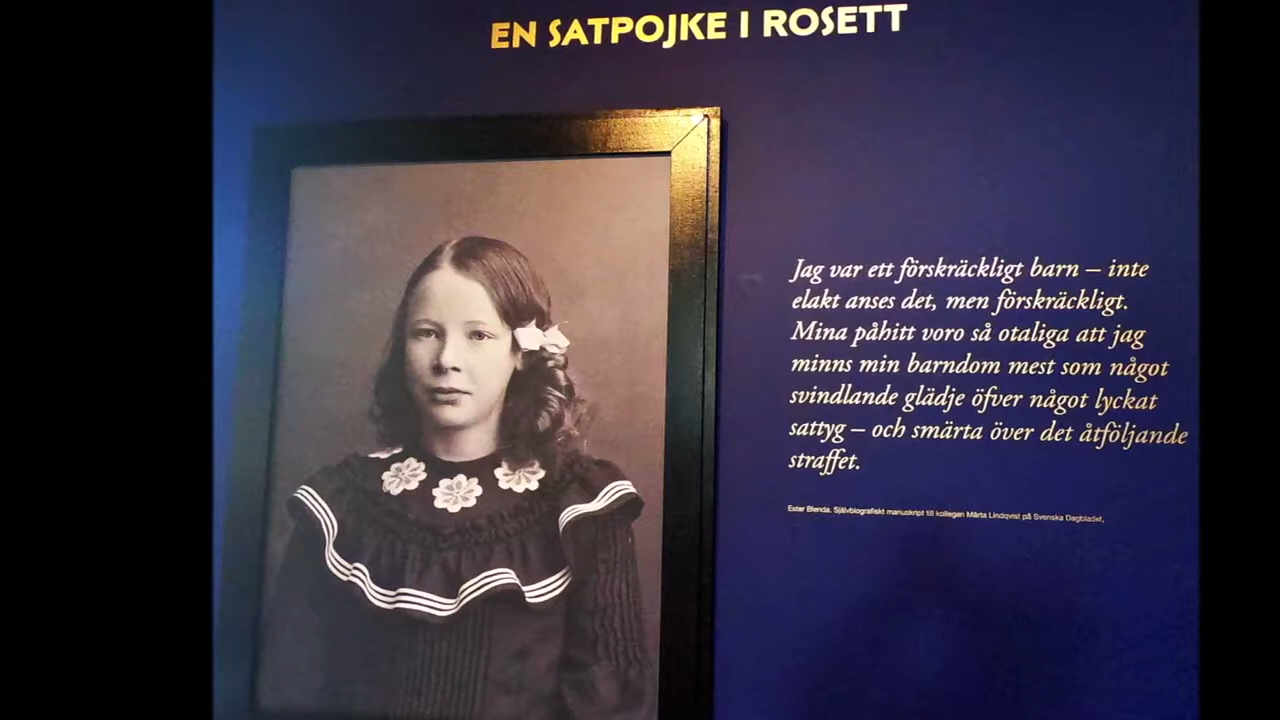 EN SATPOJKE I ROSETT
Jag var ett förskräckligt barn – inte
elakt anses det, men förskräckligt.
Mina påhitt voro så otaliga att jag
minns min barndom mest som något
svindlande glädje öfver något lyckat
sattyg – och smärta över det åtföljande
straffet.
Ester Blenda. Självbiografiskt manuskript till kollegan Märta Lindqvist på Svenska Dagbladet,